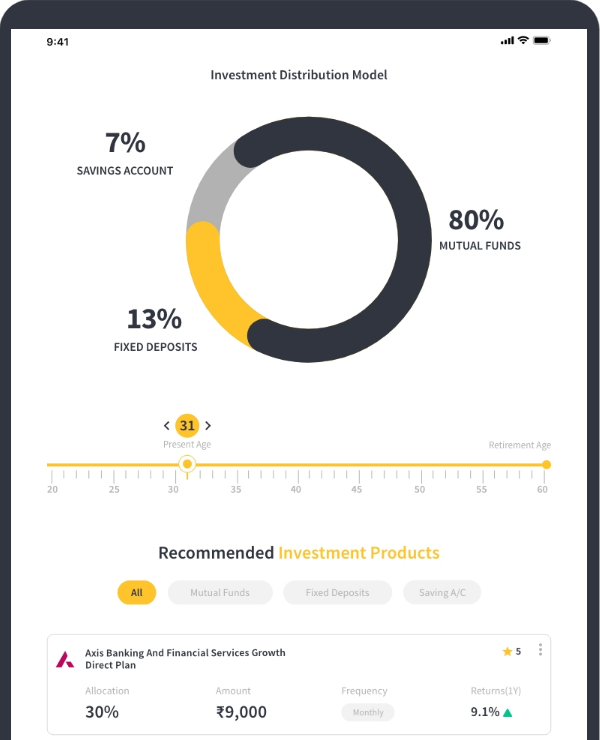 9:41
Investment Distribution Model
7%
SAVINGS ACCOUNT
80%
MUTUAL FUNDS
13%
FIXED DEPOSITS
< 31 >
Present Age
Retirement Age
20 25 30 35 40 45 50 55 60
Recommended Investment Products
All Mutual Funds Fixed Deposits Saving A/C
Axis Banking And Financial Services Growth
Direct Plan
5
Allocation Amount Frequency Returns(1Y)
30% ₹9,000 Monthly 9.1%